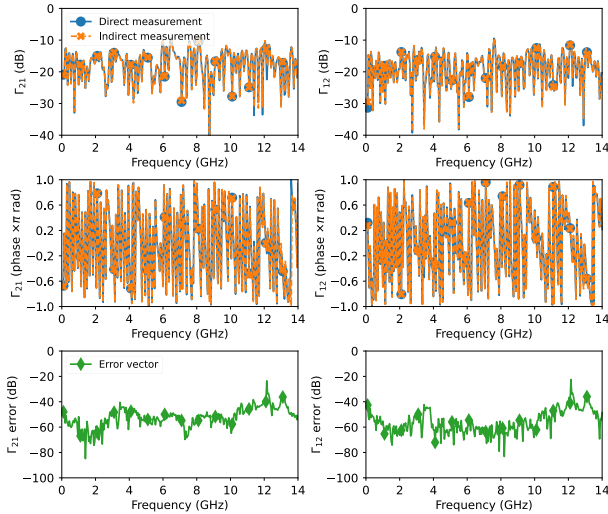 0
−10
−20
−30
−40
Γ21 (dB)
Direct measurement
Indirect measurement
0 2 4 6 8 10 12 14
Frequency (GHz)
0
−10
−20
−30
−40
Γ12 (dB)
0 2 4 6 8 10 12 14
Frequency (GHz)
1.0
0.6
0.2
−0.2
−0.6
−1.0
Γ21 (phase ×π rad)
0 2 4 6 8 10 12 14
Frequency (GHz)
1.0
0.6
0.2
−0.2
−0.6
−1.0
Γ12 (phase ×π rad)
0 2 4 6 8 10 12 14
Frequency (GHz)
0
−20
−40
−60
−80
−100
Γ21 error (dB)
Error vector
0 2 4 6 8 10 12 14
Frequency (GHz)
0
−20
−40
−60
−80
−100
Γ12 error (dB)
0 2 4 6 8 10 12 14
Frequency (GHz)